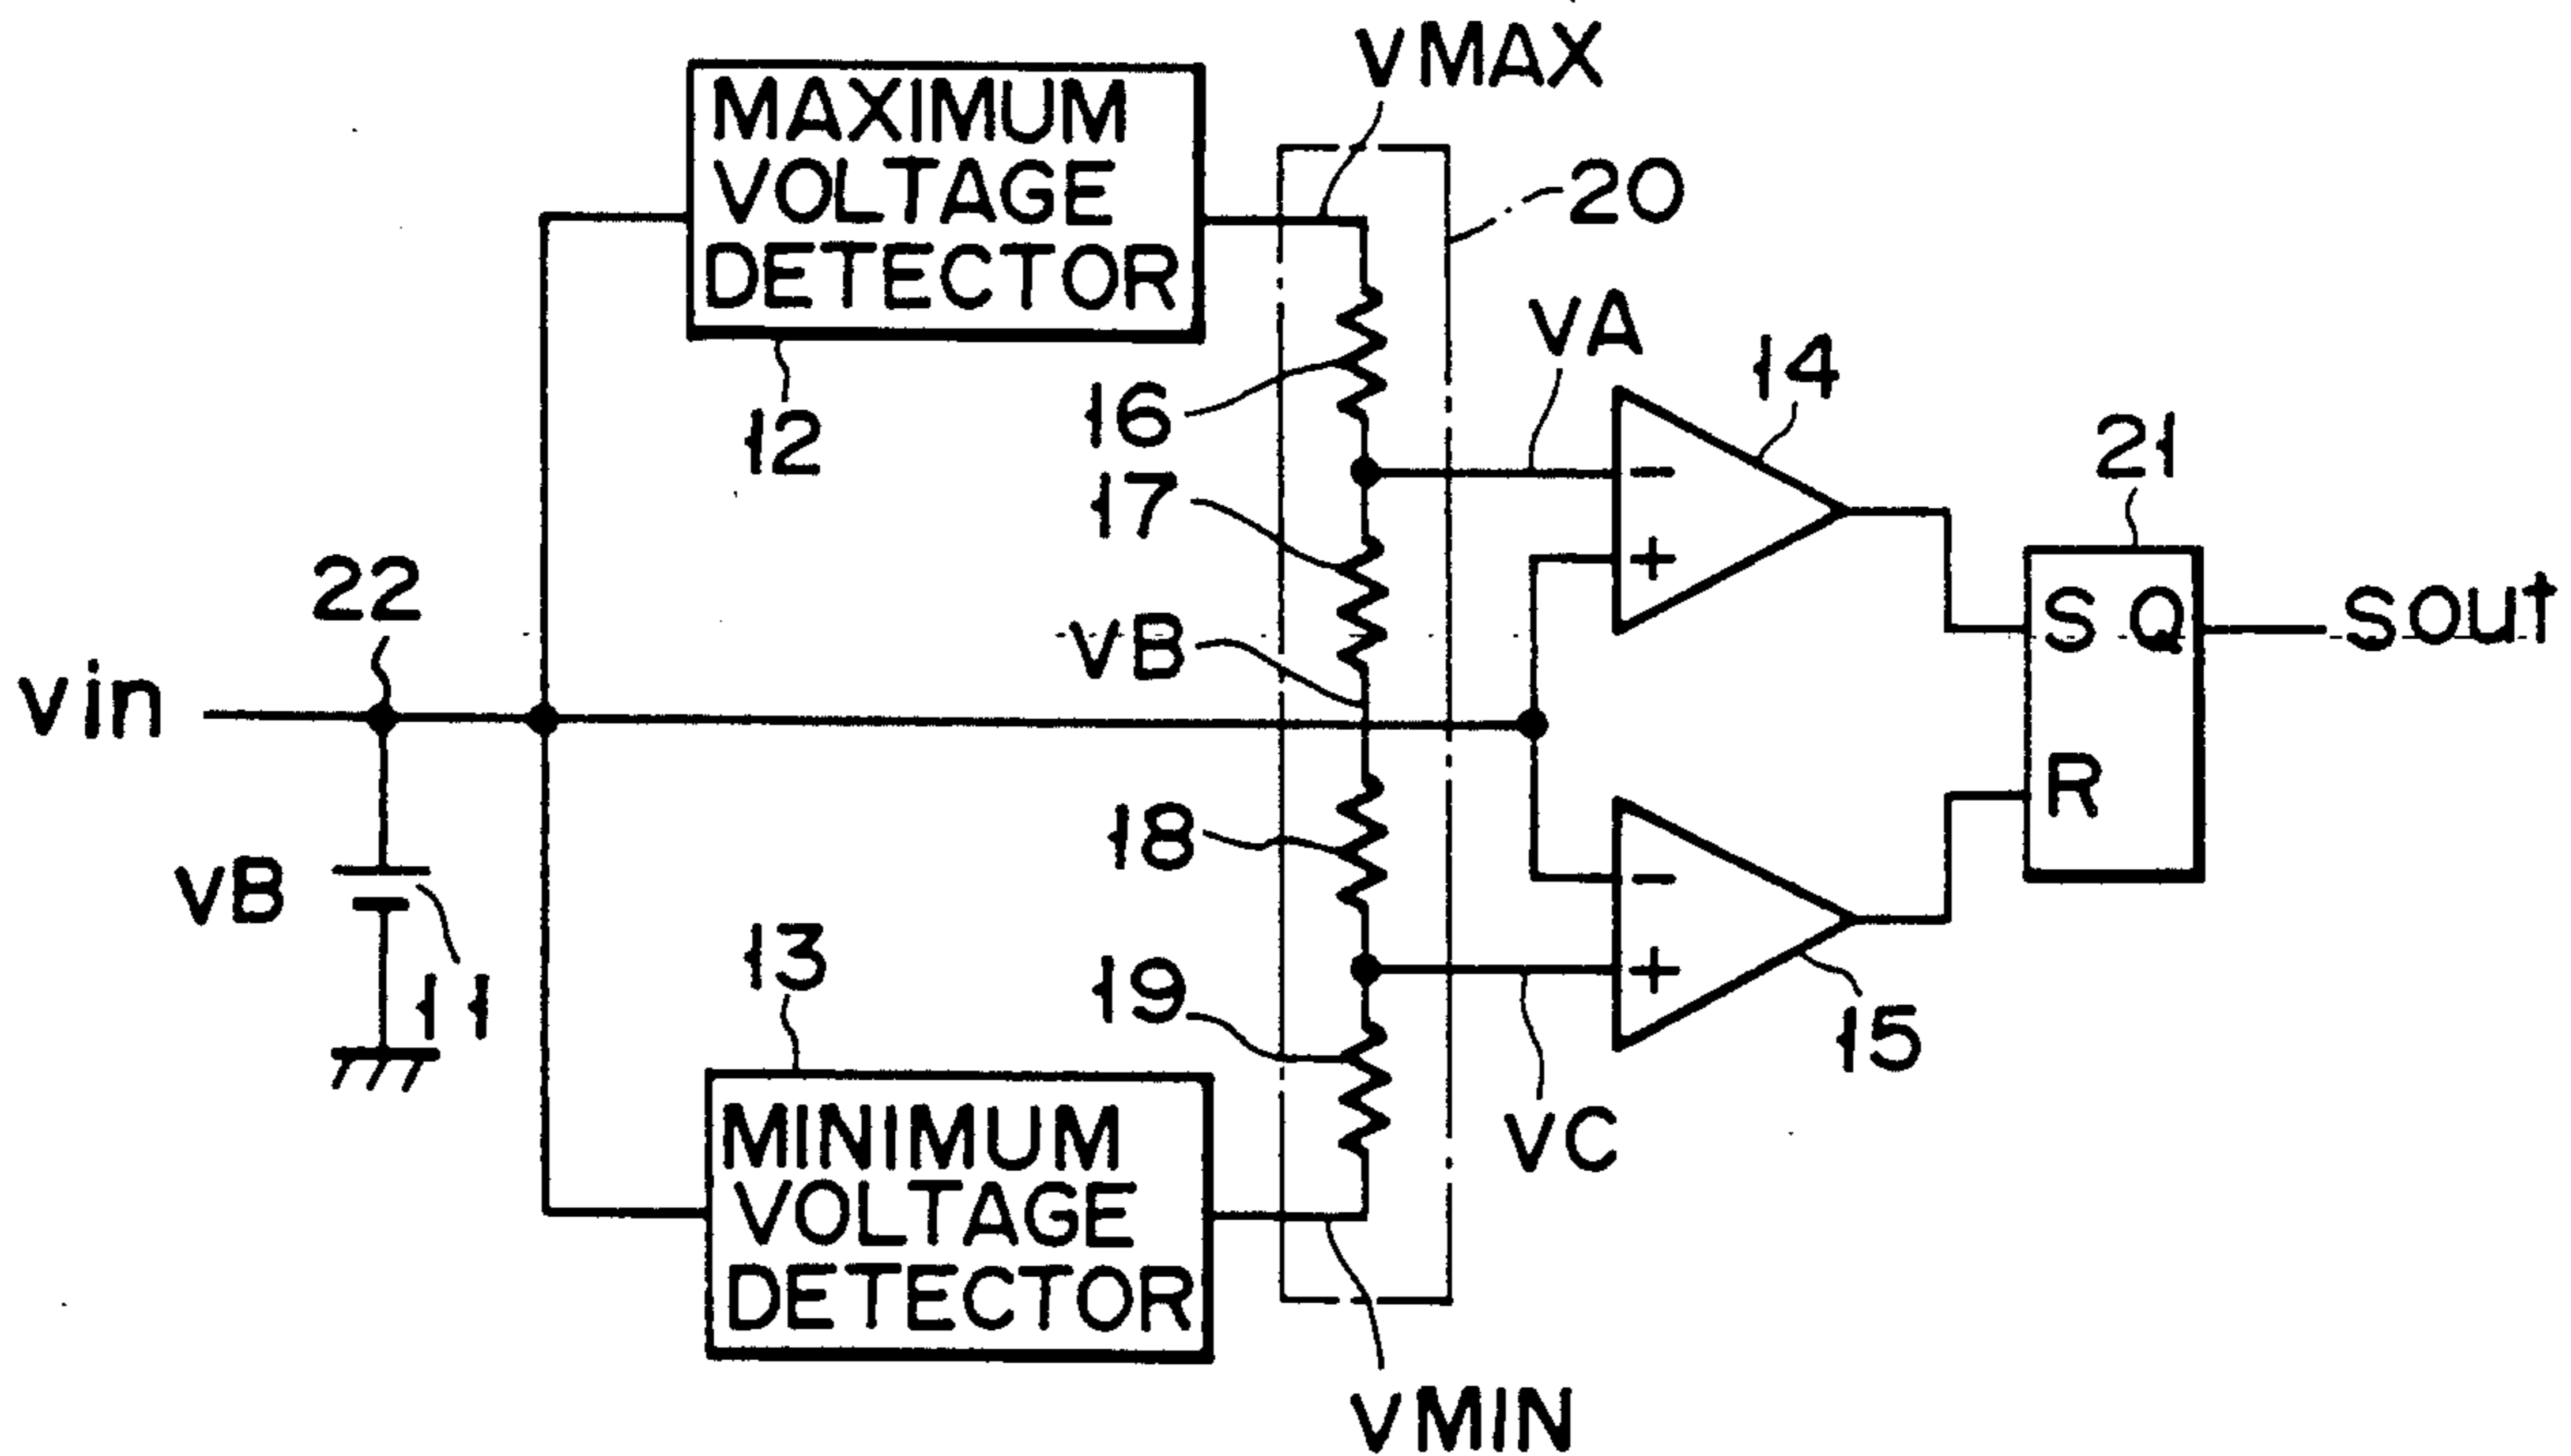 VMAX
MAXIMUM
VOLTAGE
DETECTOR
20
12
16
VA
14
17
21
22
VB
S Q
Sout
Vin
R
VB
11
18
13
19
15
MINIMUM
VOLTAGE
DETECTOR
VC
VMIN